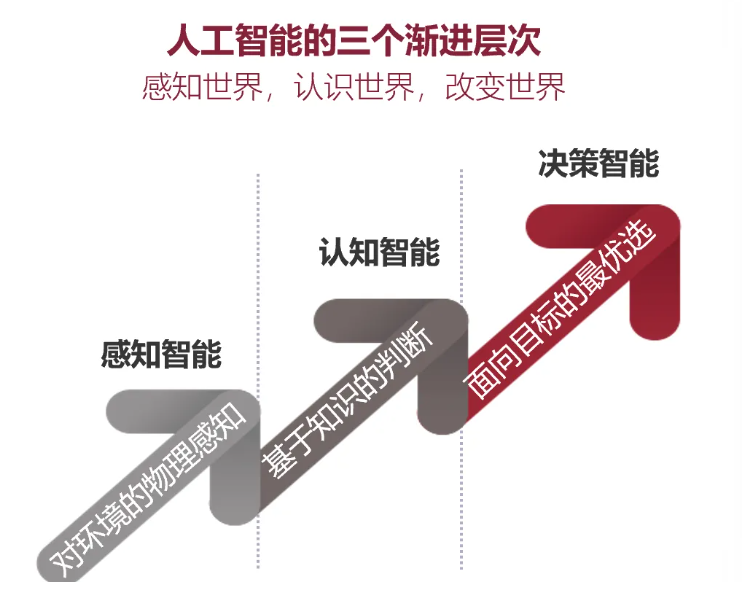 人工智能的三个渐进层次
感知世界，认识世界，改变世界
决策智能
认知智能
感知智能
对环境的物理感知
基于知识的判断
面向目标的最优选